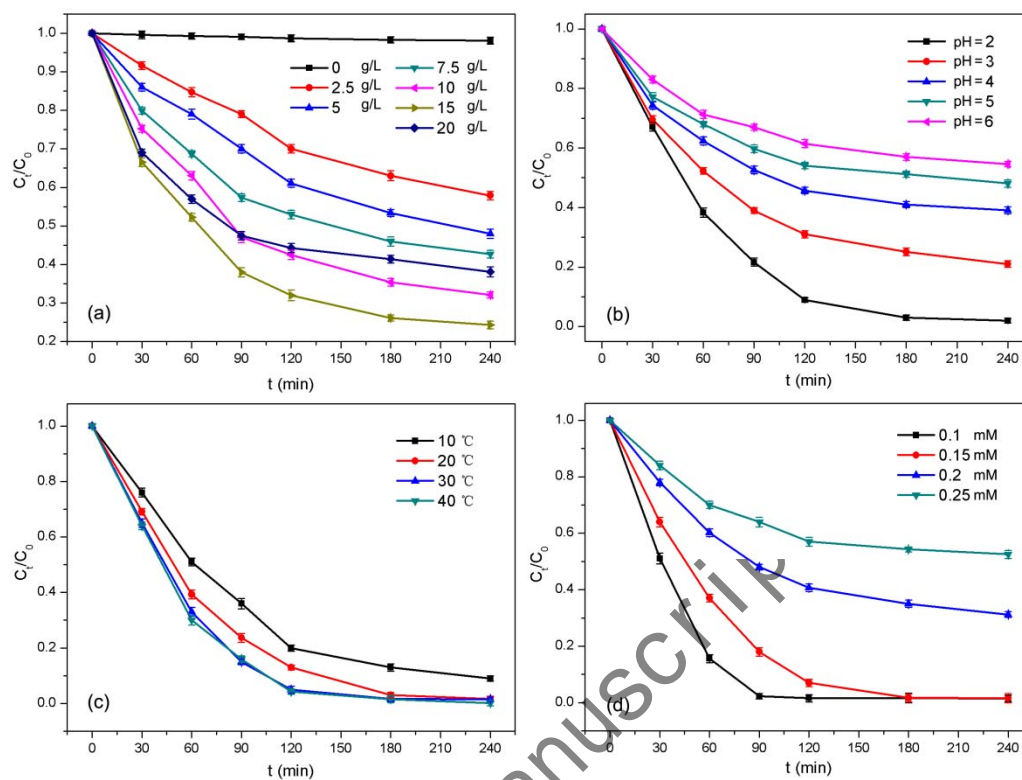 1.0
0.9
0.8
0.7
0.6
0.5
0.4
0.3
0.2
Ct/C0
0 g/L
2.5 g/L
5 g/L
7.5 g/L
10 g/L
15 g/L
20 g/L
(a)
0 30 60 90 120 150 180 210 240
t (min)
1.0
0.8
0.6
0.4
0.2
0.0
Ct/C0
pH = 2
pH = 3
pH = 4
pH = 5
pH = 6
(b)
0 30 60 90 120 150 180 210 240
t (min)
1.0
0.8
0.6
0.4
0.2
0.0
Ct/C0
10 ℃
20 ℃
30 ℃
40 ℃
(c)
0 30 60 90 120 150 180 210 240
t (min)
1.0
0.8
0.6
0.4
0.2
0.0
Ct/C0
0.1 mM
0.15 mM
0.2 mM
0.25 mM
(d)
0 30 60 90 120 150 180 210 240
t (min)
anuscrip